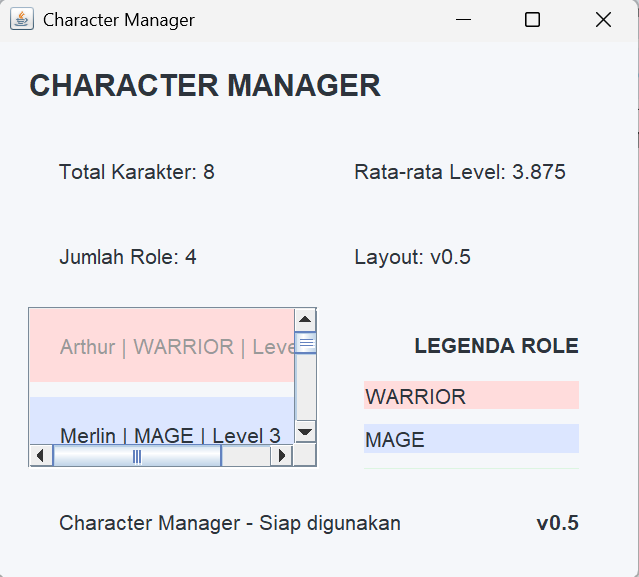 Character Manager
CHARACTER MANAGER
Total Karakter: 8
Rata-rata Level: 3.875
Jumlah Role: 4
Layout: v0.5
Arthur | WARRIOR | Leve
Merlin | MAGE | Level 3
LEGENDA ROLE
WARRIOR
MAGE
Character Manager - Siap digunakan
v0.5